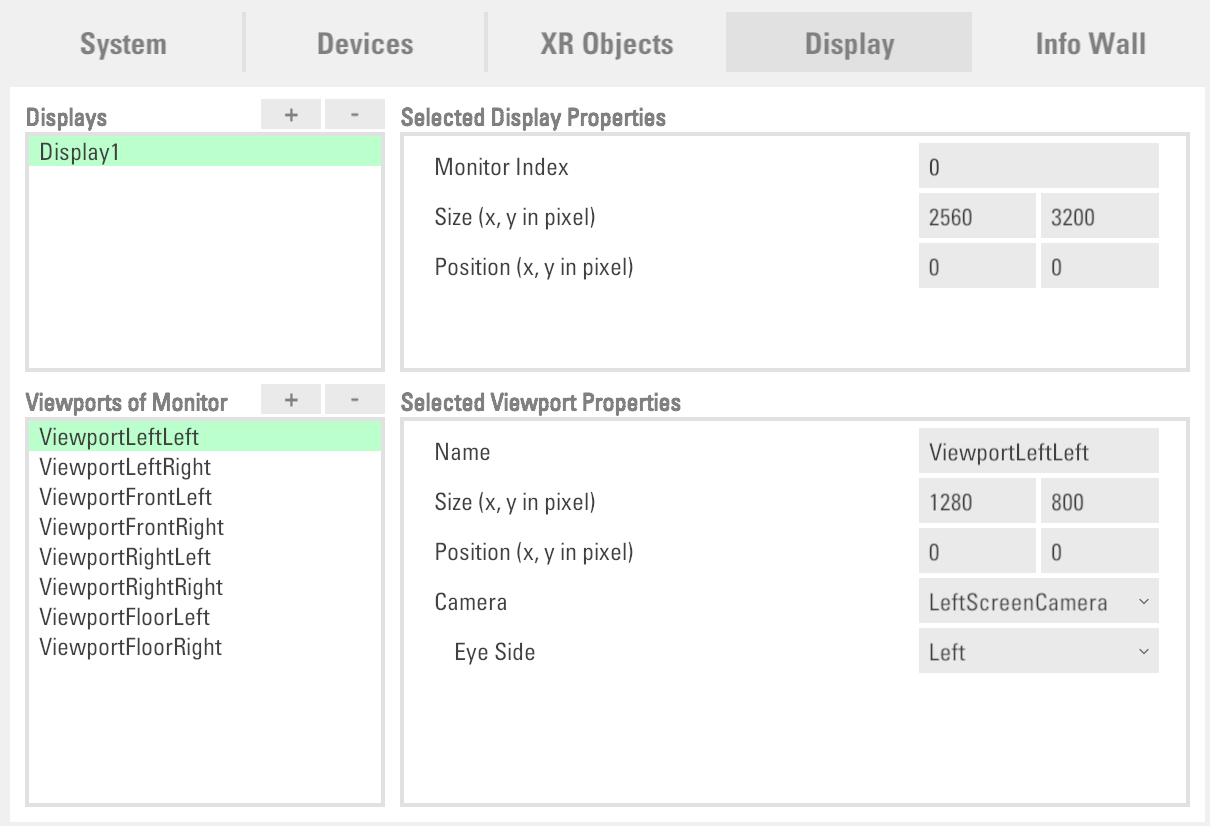 System Devices XR Objects Display Info Wall
Displays + -
Display1
Selected Display Properties
Monitor Index 0
Size (x, y in pixel) 2560 3200
Position (x, y in pixel) 0 0
Viewports of Monitor + -
ViewportLeftLeft
ViewportLeftRight
ViewportFrontLeft
ViewportFrontRight
ViewportRightLeft
ViewportRightRight
ViewportFloorLeft
ViewportFloorRight
Selected Viewport Properties
Name ViewportLeftLeft
Size (x, y in pixel) 1280 800
Position (x, y in pixel) 0 0
Camera LeftScreenCamera
Eye Side Left